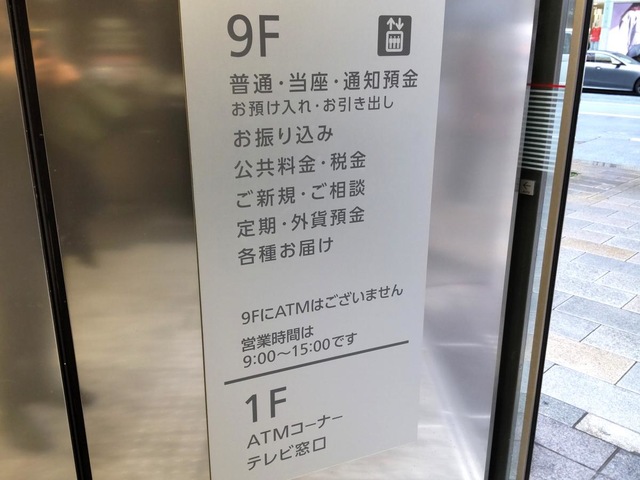 9F
普通・当座・通知預金
お預け入れ・お引き出し
お振り込み
公共料金・税金
ご新規・ご相談
定期・外貨預金
各種お届け
9FにATMはございません
営業時間は
9:00～15:00です
1F
ATMコーナー
テレビ窓口